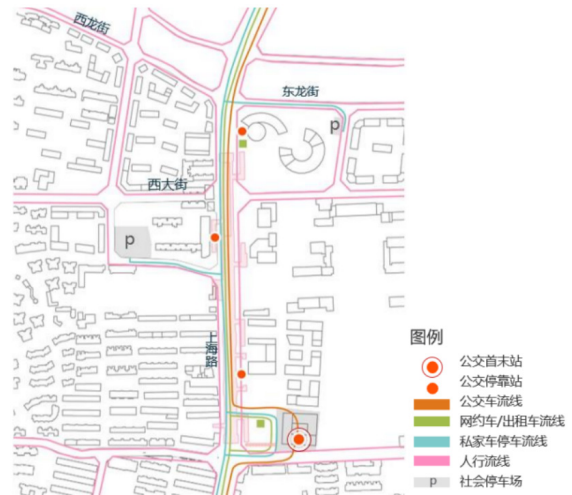 西龙街
东龙街
P
西大街
P
上海路
图例
公交首末站
公交停靠站
公交车流线
网约车/出租车流线
私家车停车流线
人行流线
P 社会停车场